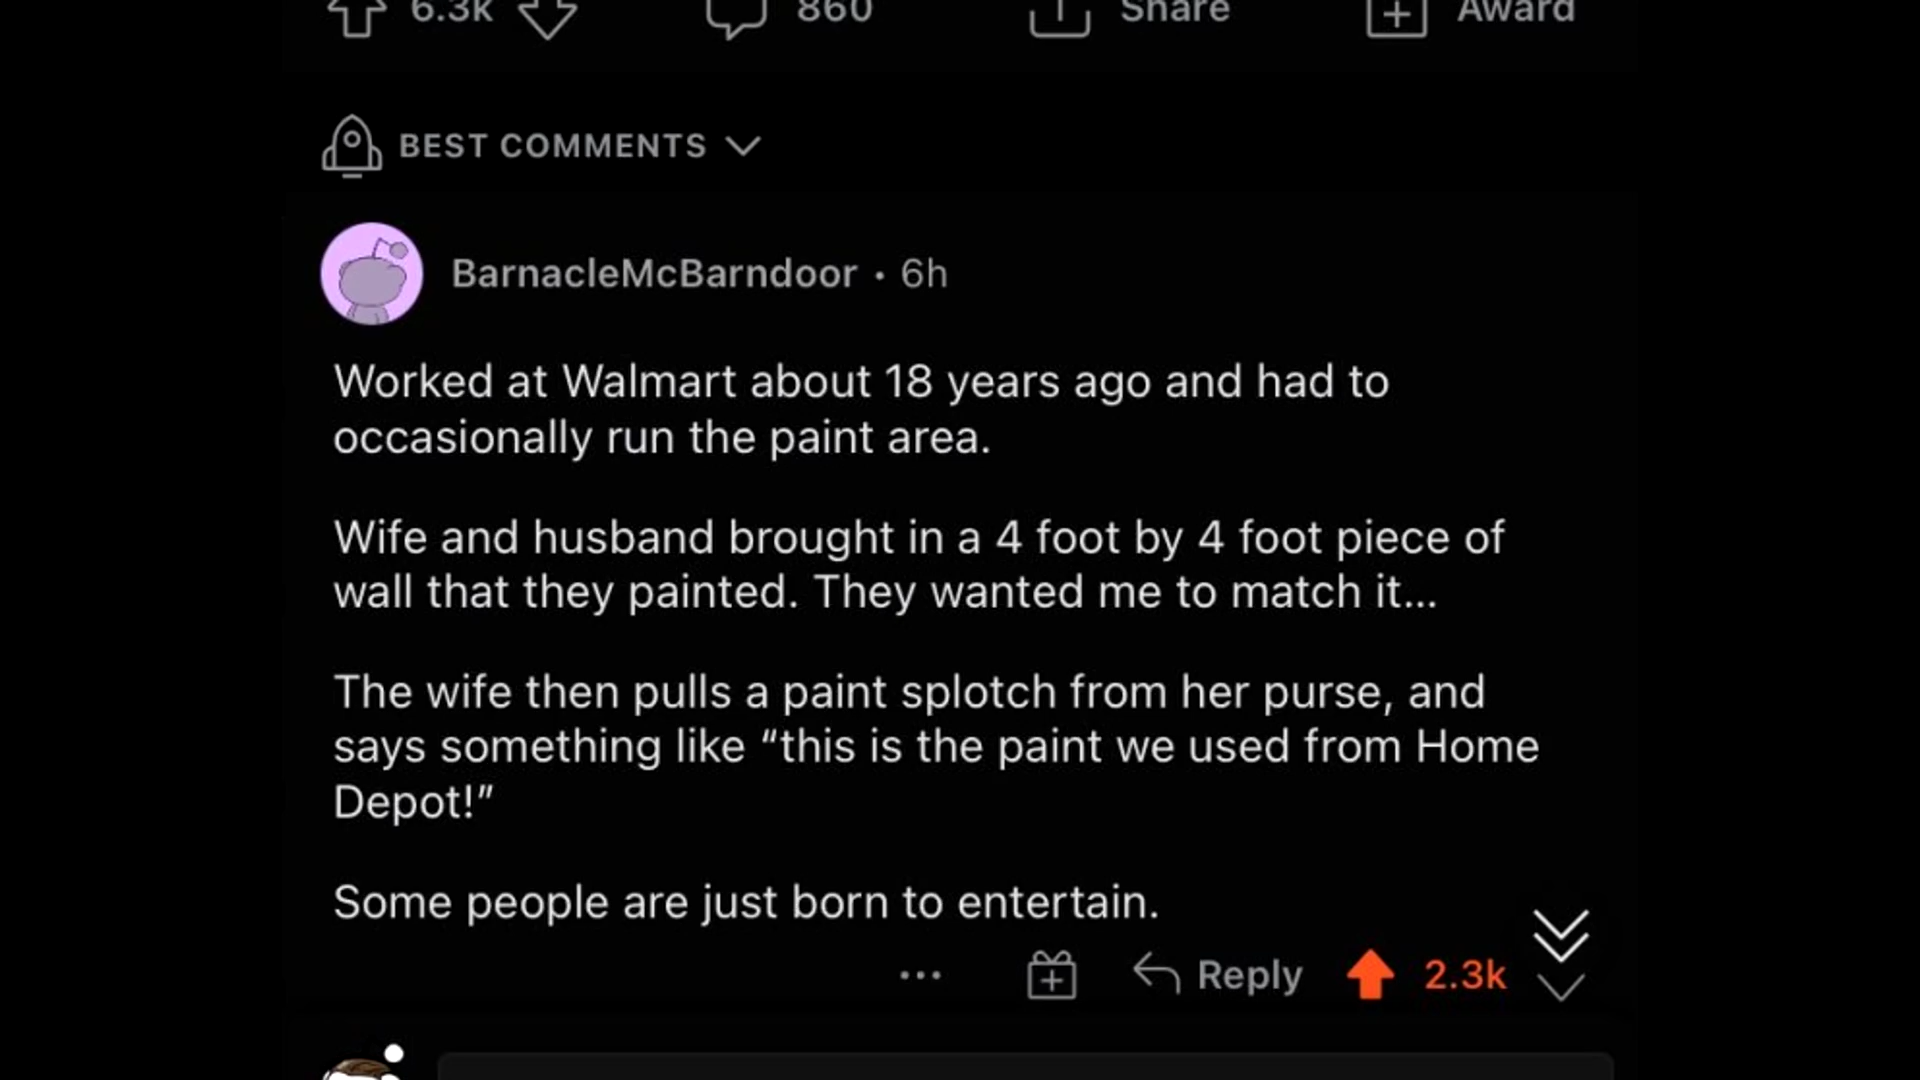 6.3k 860 Share Award
BEST COMMENTS
BarnacleMcBarndoor • 6h
Worked at Walmart about 18 years ago and had to
occasionally run the paint area.
Wife and husband brought in a 4 foot by 4 foot piece of
wall that they painted. They wanted me to match it...
The wife then pulls a paint splotch from her purse, and
says something like “this is the paint we used from Home
Depot!”
Some people are just born to entertain.
... Reply 2.3k